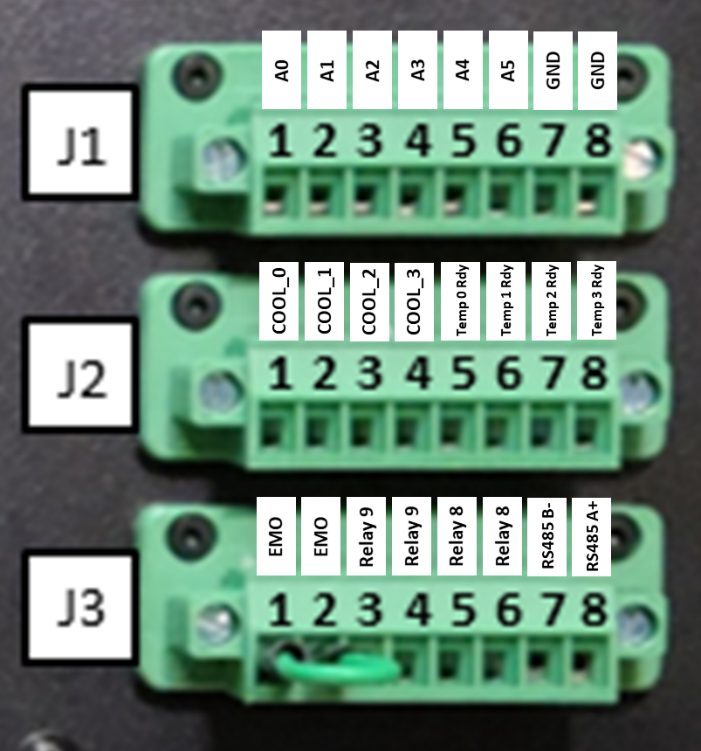 A0 A1 A2 A3 A4 A5 GND GND
J1
1 2 3 4 5 6 7 8
COOL_0 COOL_1 COOL_2 COOL_3 Temp 0 Rdy Temp 1 Rdy Temp 2 Rdy Temp 3 Rdy
J2
1 2 3 4 5 6 7 8
EMO EMO Relay 9 Relay 9 Relay 8 Relay 8 RS485 B- RS485 A+
J3
1 2 3 4 5 6 7 8